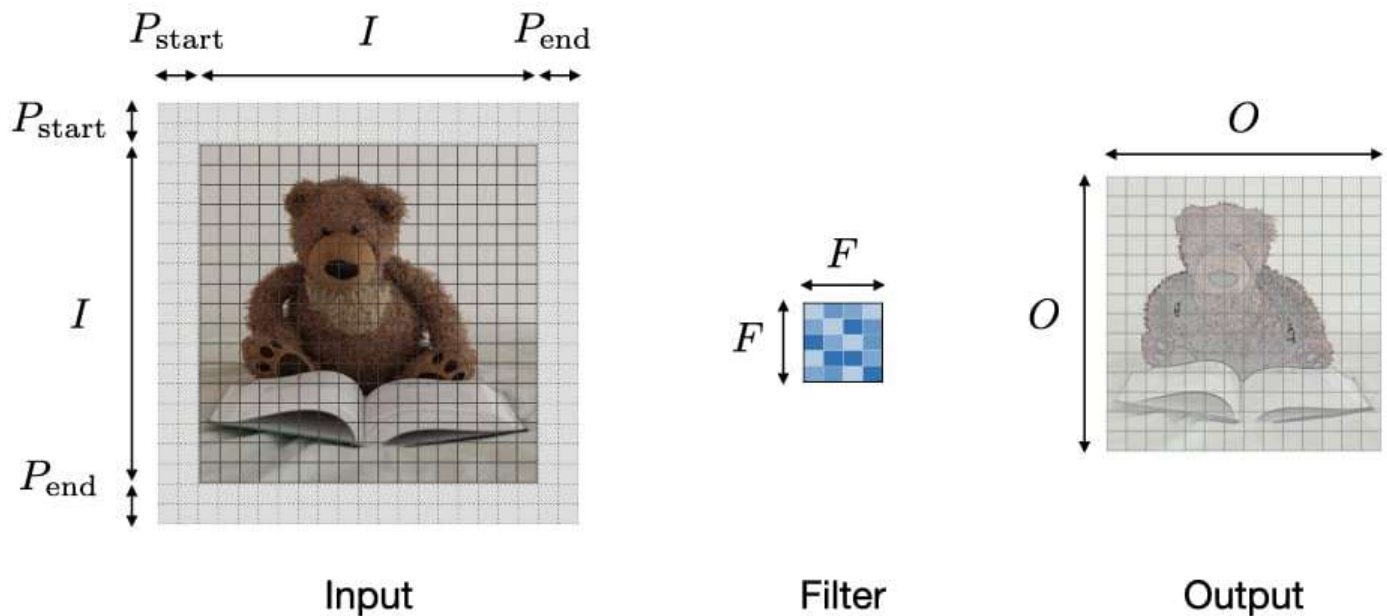 P_start I P_end
P_start
O
I
F
F
O
P_end
Input Filter Output